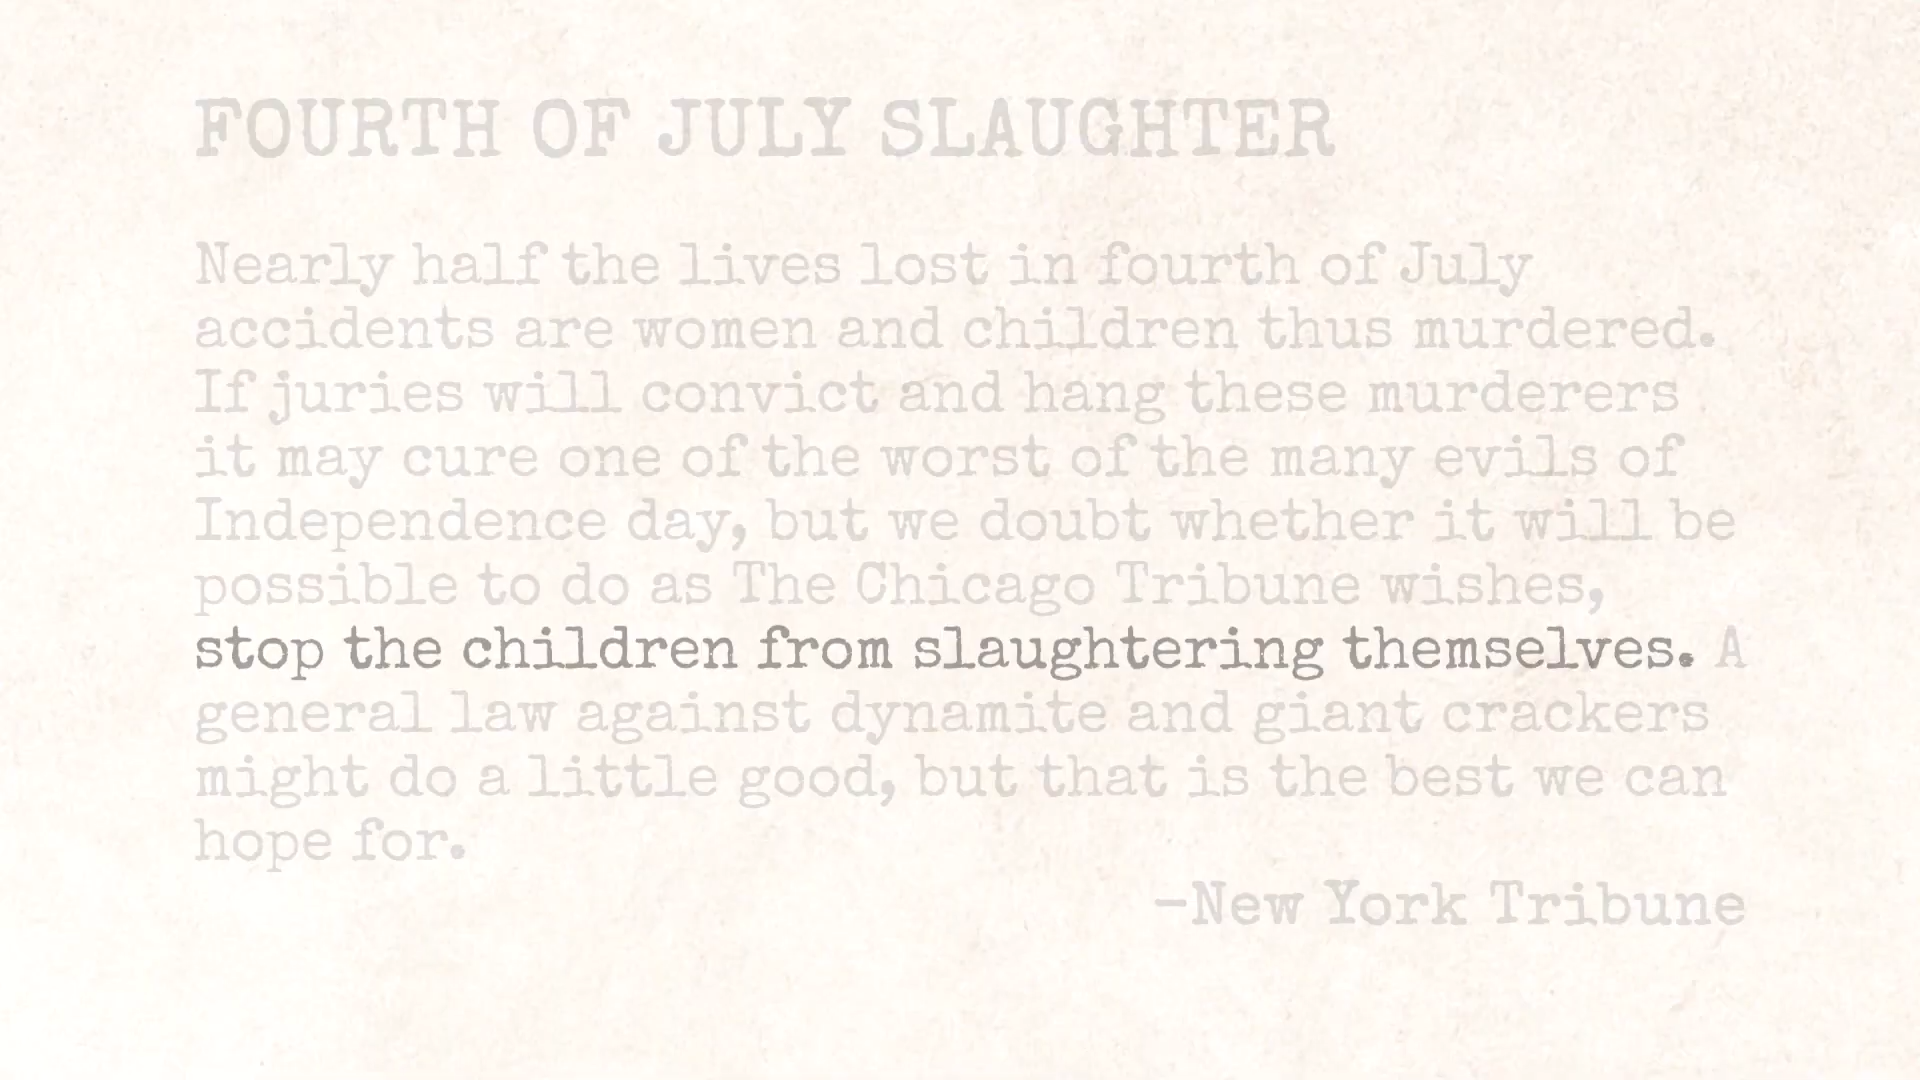 FOURTH OF JULY SLAUGHTER
Nearly half the lives lost in fourth of July
accidents are women and children thus murdered.
If juries will convict and hang these murderers
it may cure one of the worst of the many evils of
Independence day, but we doubt whether it will be
possible to do as The Chicago Tribune wishes,
stop the children from slaughtering themselves. A
general law against dynamite and giant crackers
might do a little good, but that is the best we can
hope for.
-New York Tribune